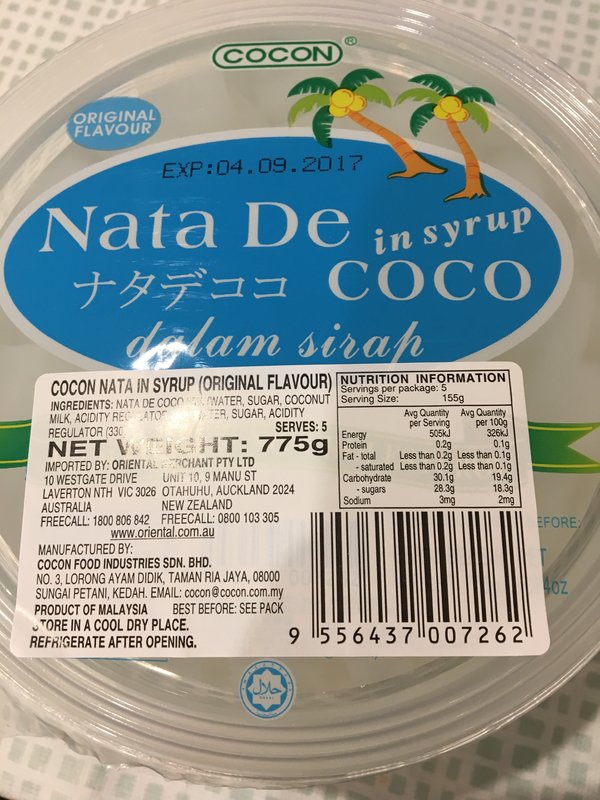 COCON®
ORIGINAL
FLAVOUR
EXP:04.09.2017
Nata De
in syrup
ナタデココ COCO
dalam sirap
COCON NATA IN SYRUP (ORIGINAL FLAVOUR)
INGREDIENTS: NATA DE COCO WATER, SUGAR, COCONUT
MILK, ACIDITY WATER, SUGAR, ACIDITY
REGULATOR (330
SERVES: 5
NET WEIGHT: 775g
IMPORTED BY: ORIENTAL MERCHANT PTY LTD
10 WESTGATE DRIVE UNIT 10, 9 MANU ST
LAVERTON NTH VIC 3026 OTAHUHU, AUCKLAND 2024
AUSTRALIA NEW ZEALAND
FREECALL: 1800 806 842 FREECALL: 0800 103 305
www.oriental.com.au
MANUFACTURED BY:
COCON FOOD INDUSTRIES SDN. BHD.
NO. 3, LORONG AYAM DIDIK, TAMAN RIA JAYA, 08000
SUNGAI PETANI, KEDAH. EMAIL: cocon@cocon.com.my
PRODUCT OF MALAYSIA BEST BEFORE: SEE PACK
STORE IN A COOL DRY PLACE.
REFRIGERATE AFTER OPENING.
NUTRITION INFORMATION
Servings per package: 5
Serving Size: 155g
Avg Quantity Avg Quantity
per Serving per 100g
Energy 505kJ 326kJ
Protein 0.2g 0.1g
Fat - total Less than 0.2g Less than 0.1g
- saturated Less than 0.2g Less than 0.1g
Carbohydrate 30.1g 19.4g
- sugars 28.3g 18.3g
Sodium 3mg 2mg
9 556437 007262
EFORE:
T
4oz
حلال